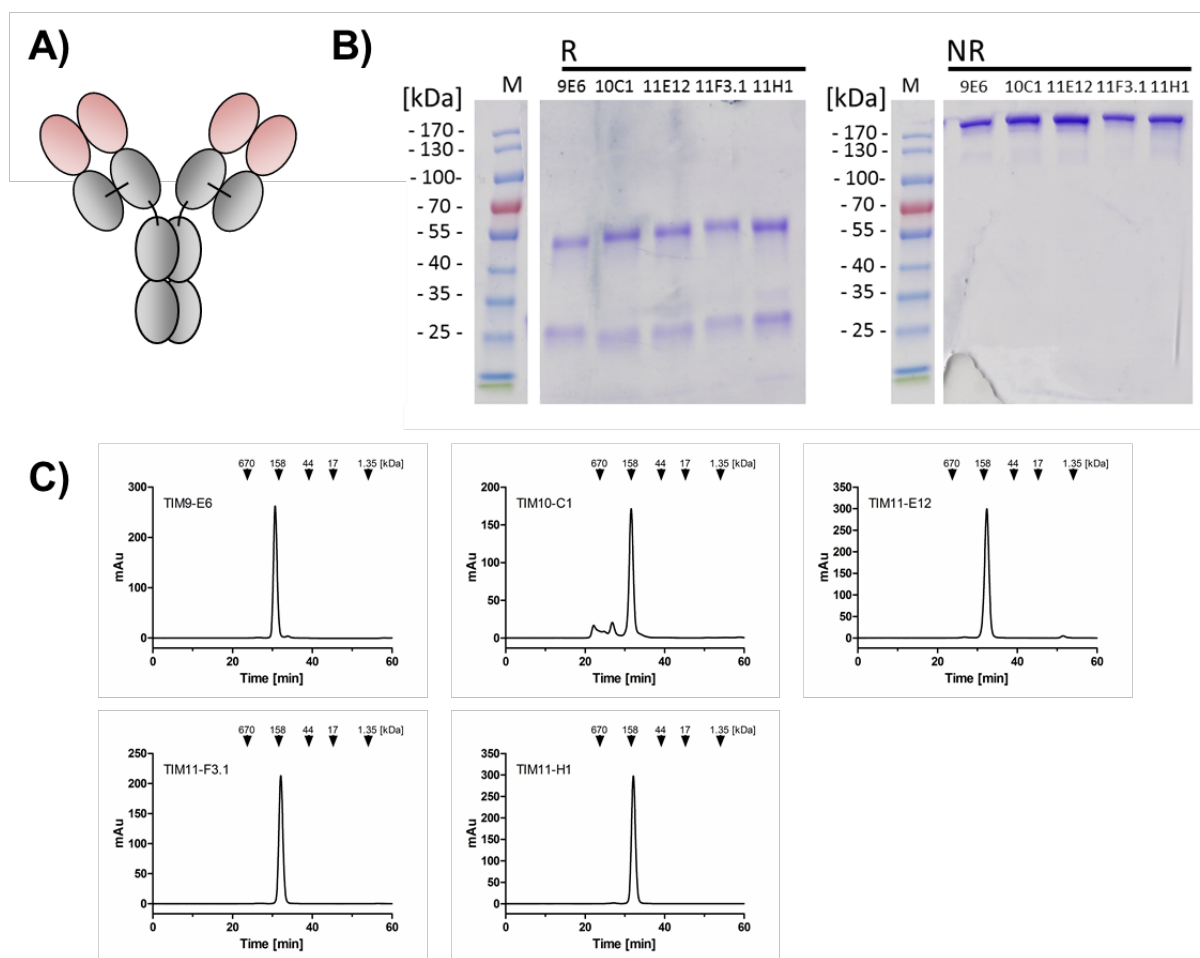 A)
B)
R
NR
M
9E6 10C1 11E12 11F3.1 11H1
M
9E6 10C1 11E12 11F3.1 11H1
[kDa]
- 170 -
- 130 -
- 100-
- 70 -
- 55 -
- 40 -
- 35 -
- 25 -
[kDa]
- 170 -
- 130 -
- 100-
- 70 -
- 55 -
- 40 -
- 35 -
- 25 -
C)
670 158 44 17 1.35 [kDa]
TIM9-E6
mAu
300
200
100
0
0 20 40 60
Time [min]
670 158 44 17 1.35 [kDa]
TIM10-C1
mAu
200
150
100
50
0
0 20 40 60
Time [min]
670 158 44 17 1.35 [kDa]
TIM11-E12
mAu
350
300
250
200
150
100
50
0
0 20 40 60
Time [min]
670 158 44 17 1.35 [kDa]
TIM11-F3.1
mAu
250
200
150
100
50
0
0 20 40 60
Time [min]
670 158 44 17 1.35 [kDa]
TIM11-H1
mAu
350
300
250
200
150
100
50
0
0 20 40 60
Time [min]